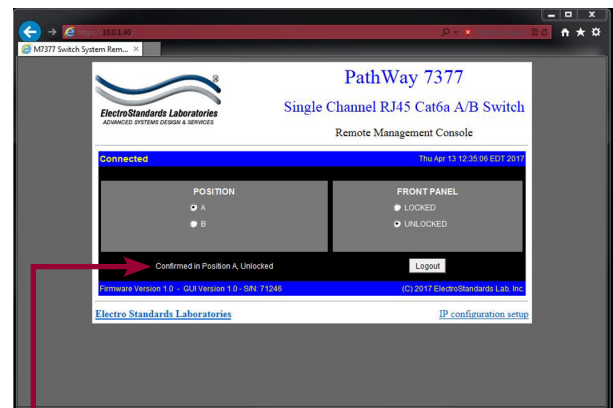 https 10.0.1.40
M7377 Switch System Rem...
ElectroStandards Laboratories
ADVANCED SYSTEMS DESIGN & SERVICES
PathWay 7377
Single Channel RJ45 Cat6a A/B Switch
Remote Management Console
Connected
Thu Apr 13 12:35:06 EDT 2017
POSITION
A
B
FRONT PANEL
LOCKED
UNLOCKED
Confirmed in Position A, Unlocked
Logout
Firmware Version 1.0 - GUI Version 1.0 - S/N: 71246
(C) 2017 ElectroStandards Lab. Inc.
Electro Standards Laboratories
IP configuration setup